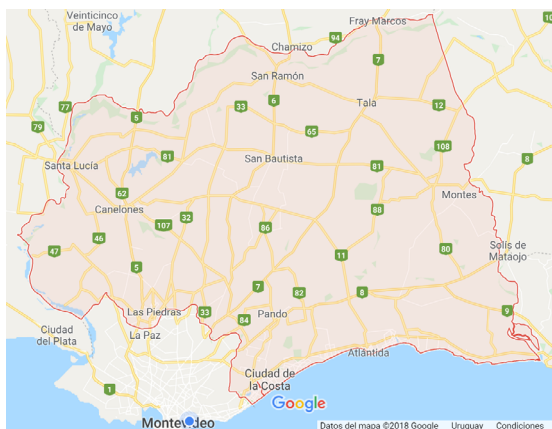 Veinticinco
de Mayo
Fray Marcos
10
94
Chamizo
7
San Ramón
77
33
6
Tala
12
5
79
65
108
81
San Bautista
81
8
Santa Lucía
62
Montes
Canelones
32
88
107
86
46
47
80
Solís de
Mataojo
11
5
7
82
8
Las Piedras
33
9
84
Pando
Ciudad
del Plata
La Paz
Atlántida
Ciudad de
la Costa
1
Google
Montevideo
Datos del mapa ©2018 Google Uruguay Condiciones